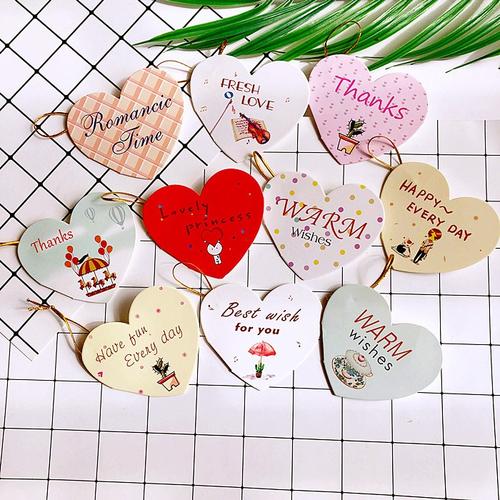 Romancic
Time
FRESH
LOVE
Thanks
Thanks
Lovely
princess
WARM
Wishes
HAPPY~
EVERY DAY
Have fun
Every day
Best wish
for you
WARM
wishes